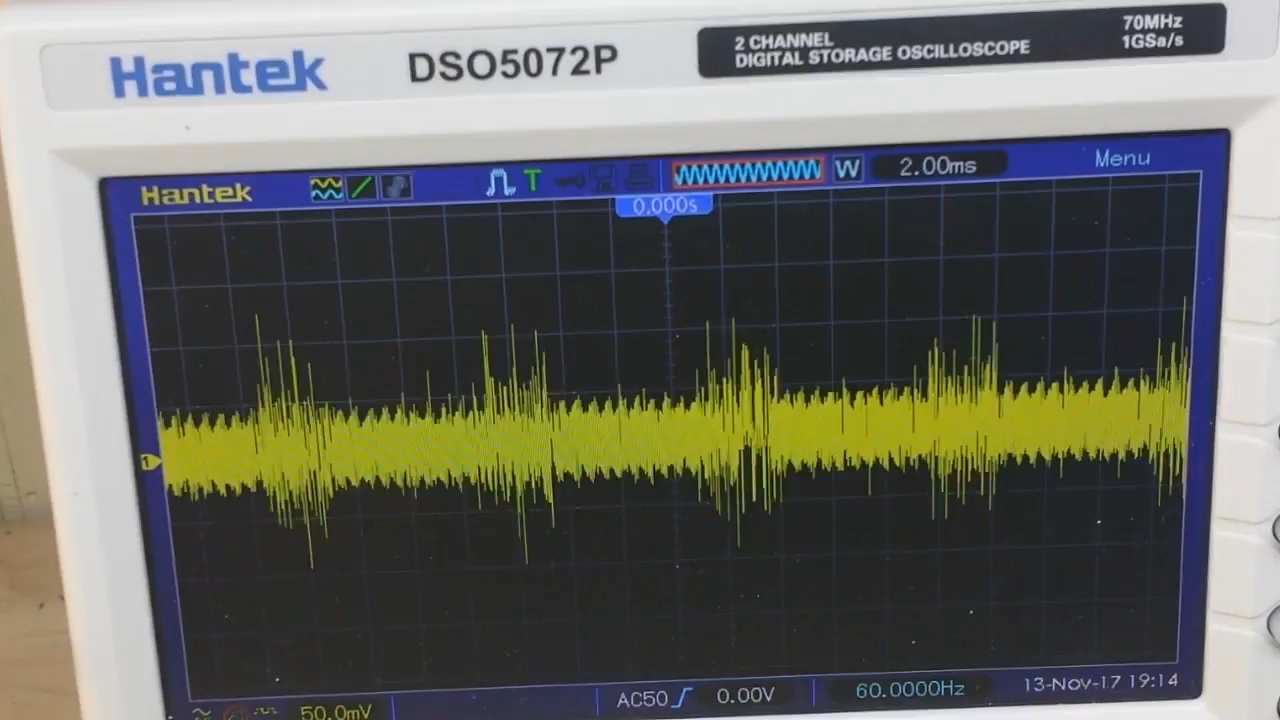 Hantek DSO5072P
2 CHANNEL
DIGITAL STORAGE OSCILLOSCOPE
70MHz
1GSa/s
Hantek T W 2.00ms Menu
0.000s
1
50.0mV AC50 0.00V 60.0000Hz 13-Nov-17 19:14